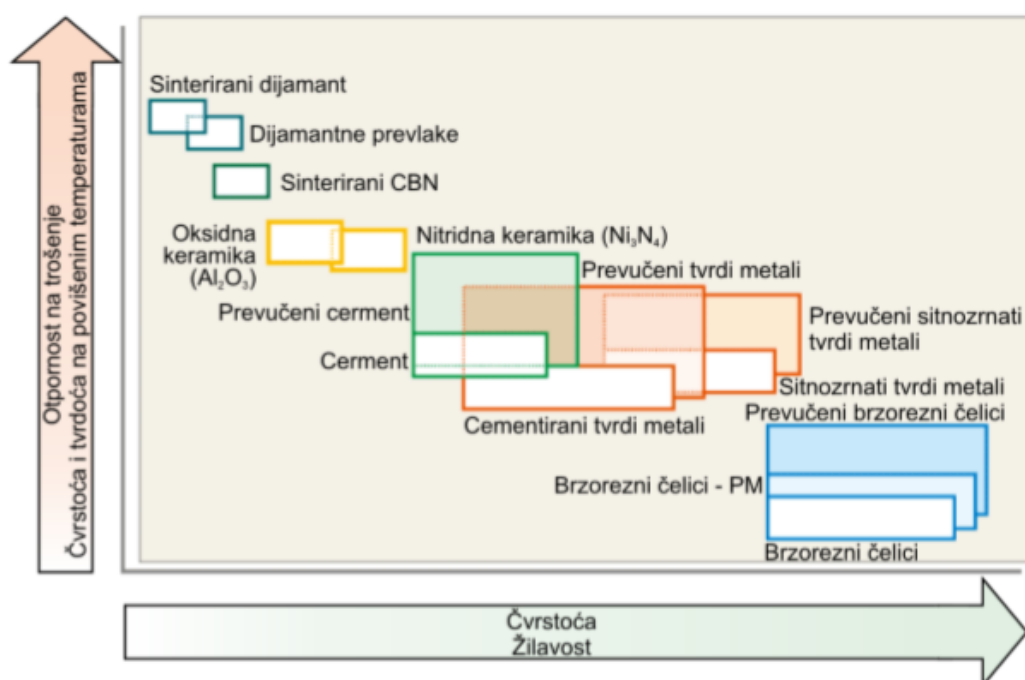 Otpornost na trošenje
Čvrstoća i tvrdoća na povišenim temperaturama
Sinterirani dijamant
Dijamantne prevlake
Sinterirani CBN
Oksidna
keramika
(Al₂O₃)
Nitridna keramika (Ni₃N₄)
Prevučeni tvrdi metali
Prevučeni cerment
Prevučeni sitnozrnati
tvrdi metali
Cerment
Sitnozrnati tvrdi metali
Cementirani tvrdi metali
Prevučeni brzorezni čelici
Brzorezni čelici - PM
Brzorezni čelici
Čvrstoća
Žilavost